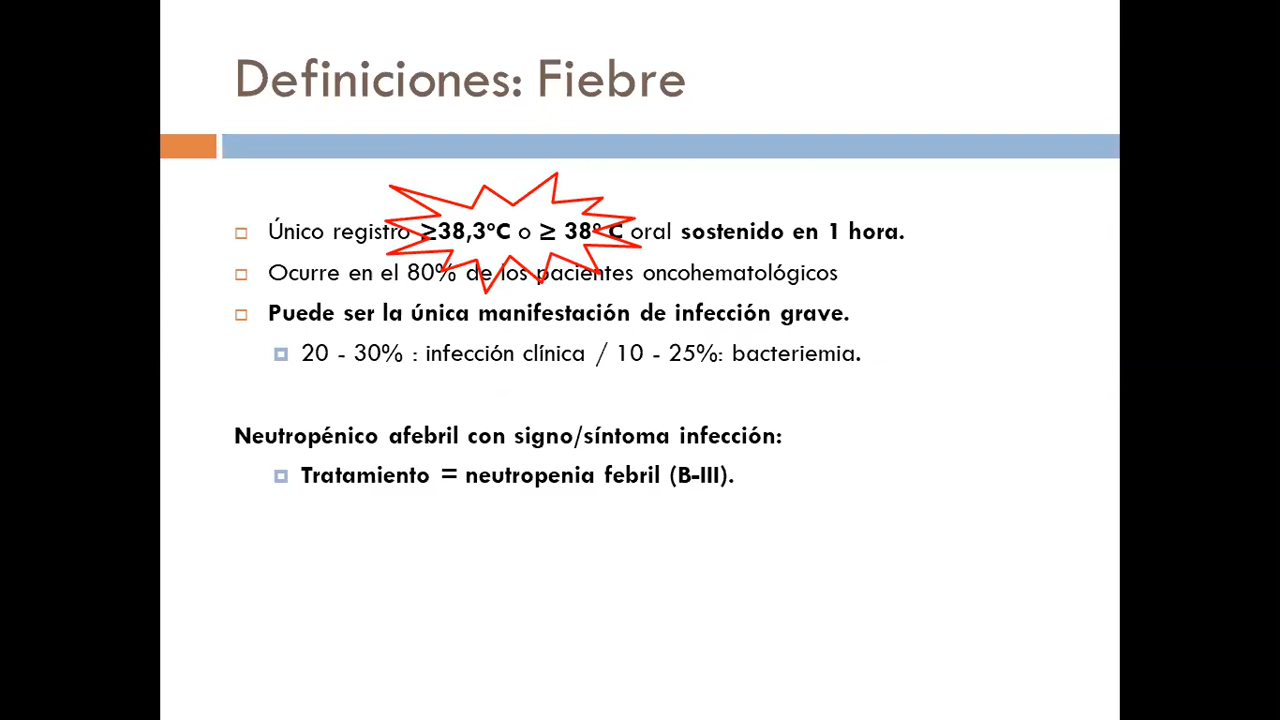 Definiciones: Fiebre
Único registro ≥38,3ºC o ≥ 38º C oral sostenido en 1 hora.
Ocurre en el 80% de los pacientes oncohematológicos
Puede ser la única manifestación de infección grave.
20 - 30% : infección clínica / 10 - 25%: bacteriemia.
Neutropénico afebril con signo/síntoma infección:
Tratamiento = neutropenia febril (B-III).